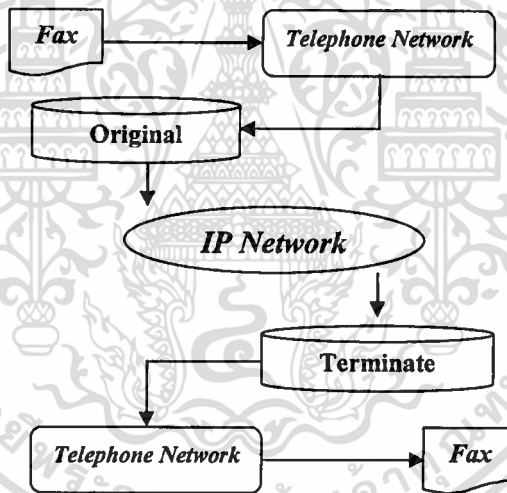 Fax
Telephone Network
Original
IP Network
Terminate
Telephone Network
Fax